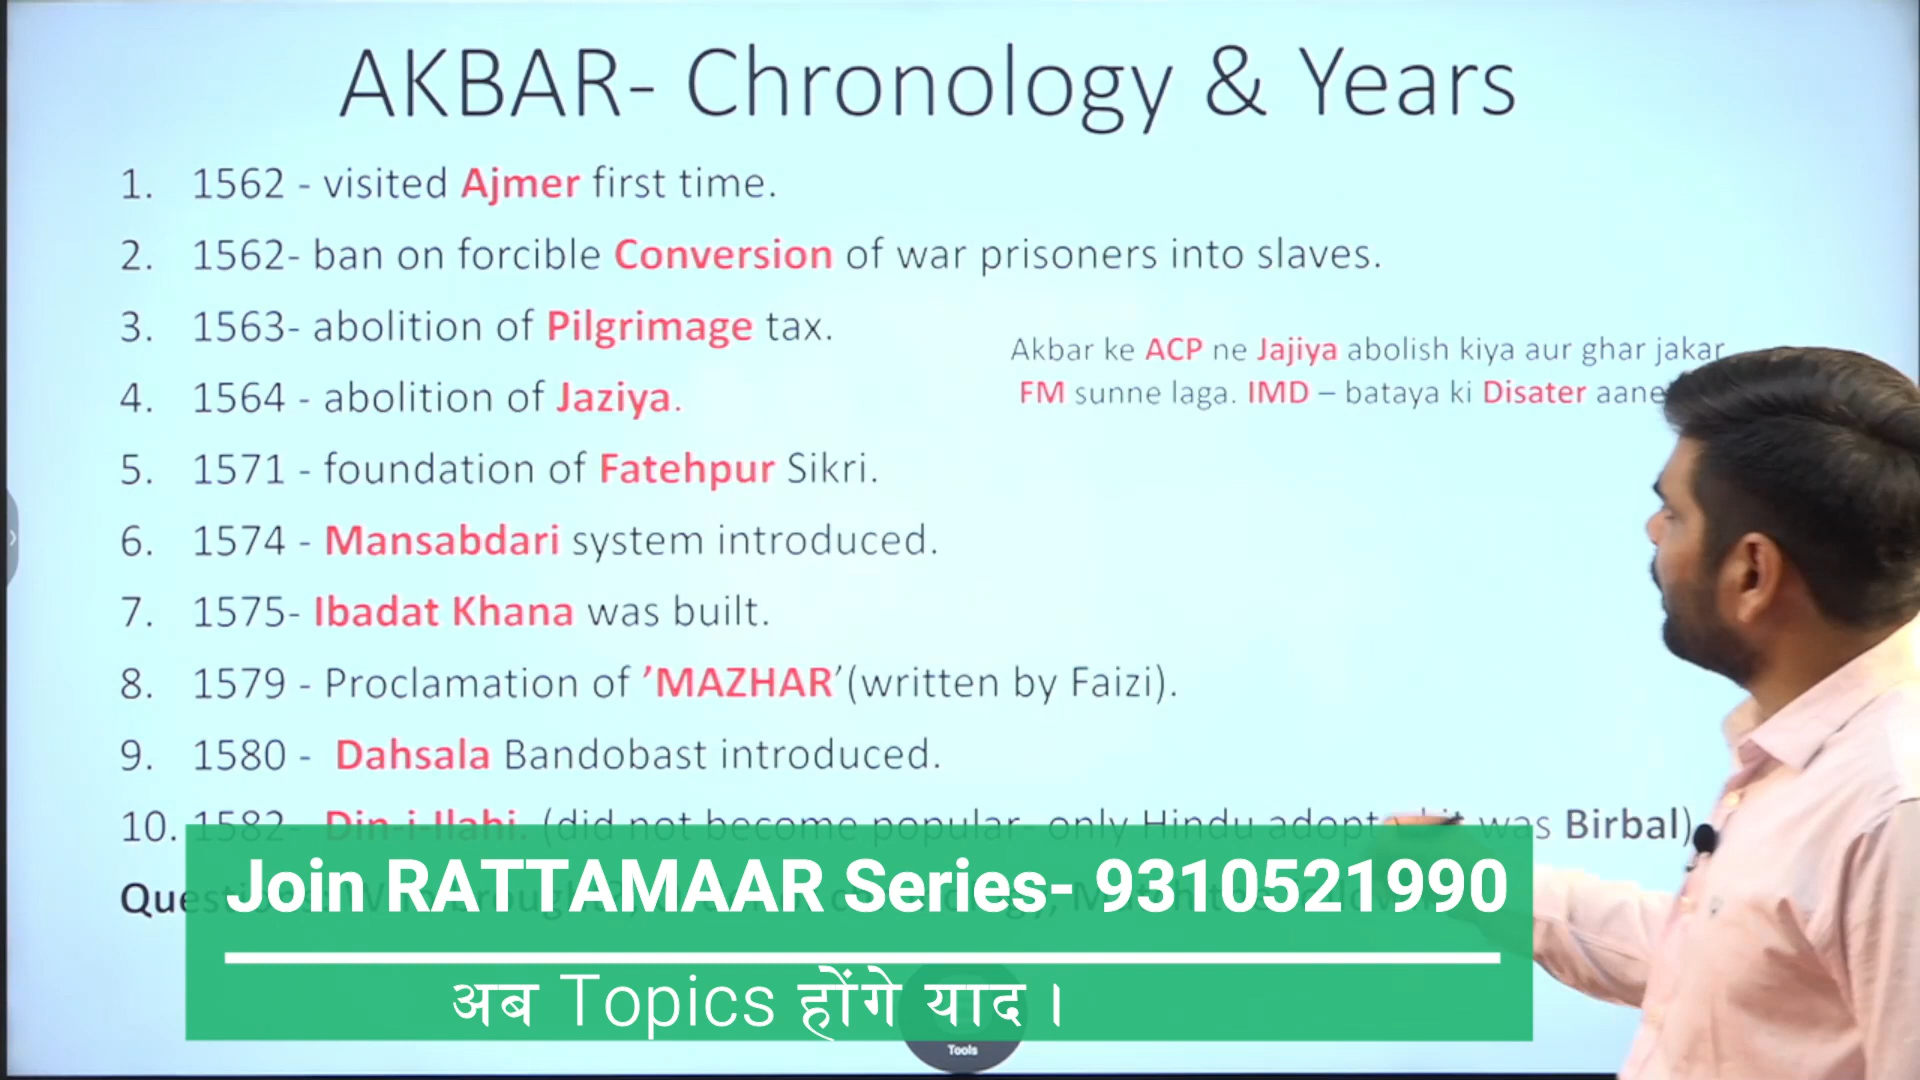 AKBAR- Chronology & Years
1. 1562 - visited Ajmer first time.
2. 1562- ban on forcible Conversion of war prisoners into slaves.
3. 1563- abolition of Pilgrimage tax.
Akbar ke ACP ne Jajiya abolish kiya aur ghar jakar
4. 1564 - abolition of Jaziya.
FM sunne laga. IMD – bataya ki Disater aane
5. 1571 - foundation of Fatehpur Sikri.
6. 1574 - Mansabdari system introduced.
7. 1575- Ibadat Khana was built.
8. 1579 - Proclamation of ’MAZHAR’(written by Faizi).
9. 1580 - Dahsala Bandobast introduced.
10. 1582- Din-i-Ilahi. (did not become popular- only Hindu adopt it was Birbal)
Join RATTAMAAR Series- 9310521990
अब Topics होंगे याद।
Tools